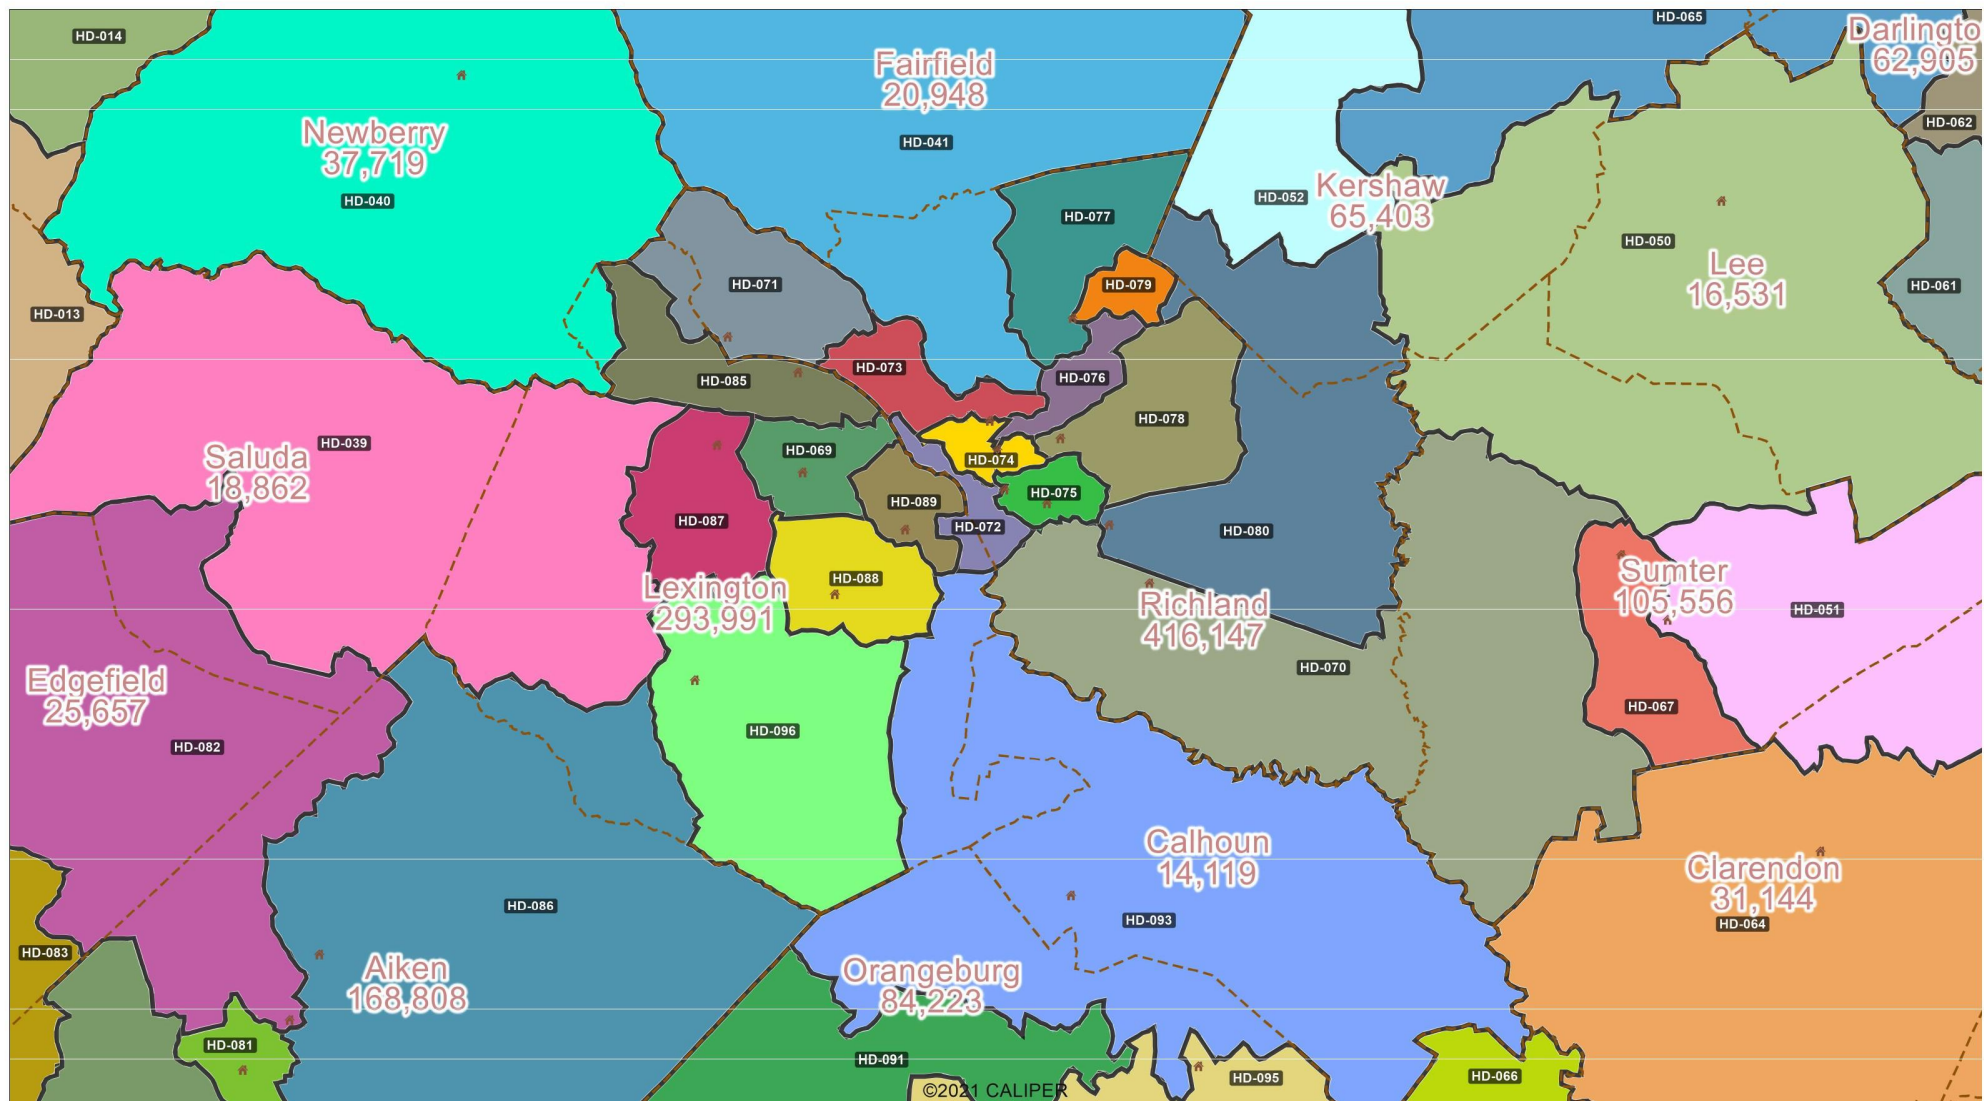 HD-065
Darlingto
62,905
HD-014
Fairfield
20,948
HD-062
Newberry
37,719
HD-041
HD-040
HD-052
Kershaw
65,403
HD-077
HD-050
Lee
16,531
HD-061
HD-071
HD-079
HD-013
HD-073
HD-085
HD-076
HD-078
HD-039
Saluda
18,862
HD-069
HD-074
HD-087
HD-089
HD-075
HD-072
HD-080
HD-088
Lexington
293,991
Richland
416,147
Sumter
105,556
HD-051
HD-070
Edgefield
25,657
HD-067
HD-082
HD-096
Calhoun
14,119
Clarendon
31,144
HD-064
HD-086
HD-093
HD-083
Aiken
168,808
Orangeburg
84,223
HD-081
HD-091
HD-095
HD-066
©2021 CALIPER